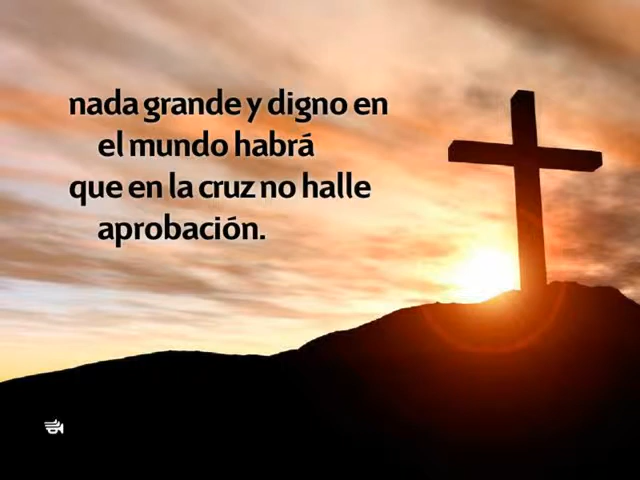 nada grande y digno en
el mundo habrá
que en la cruz no halle
aprobación.